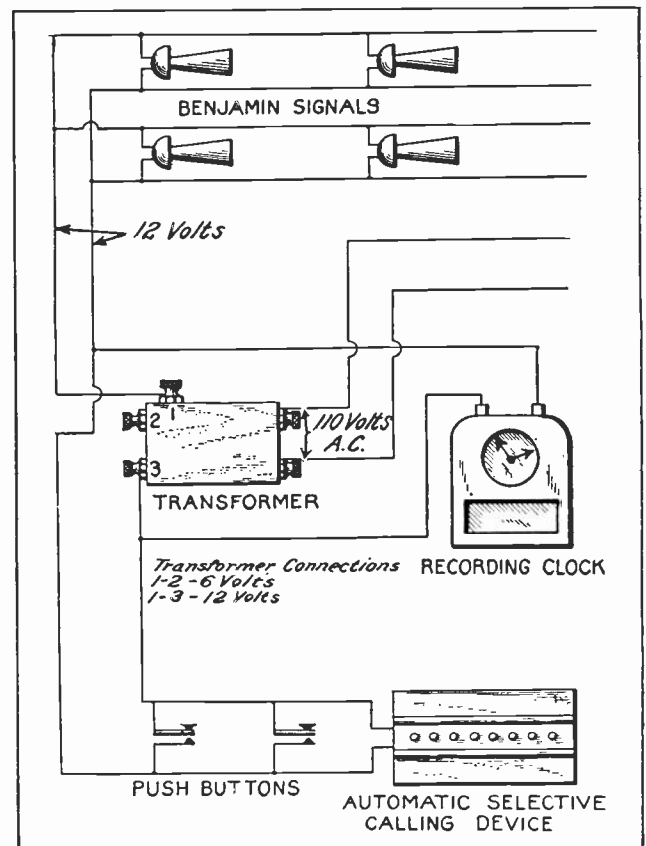 BENJAMIN SIGNALS
12 Volts
1
2
3
110 Volts
A.C.
TRANSFORMER
Transformer Connections
1-2-6 Volts
1-3-12 Volts
RECORDING CLOCK
PUSH BUTTONS
AUTOMATIC SELECTIVE
CALLING DEVICE